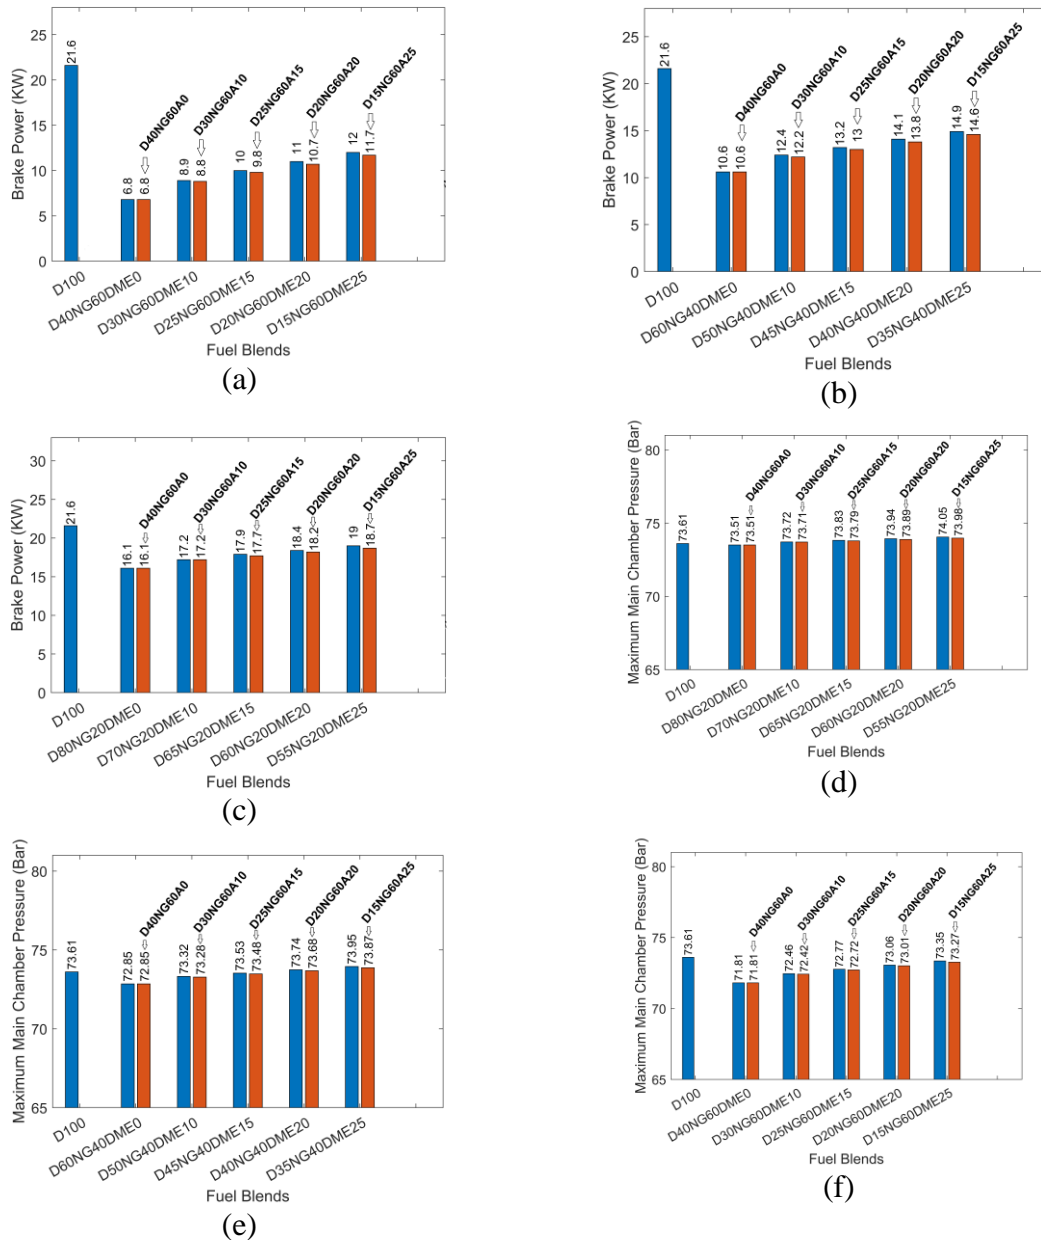 25
20
15
10
5
0
Brake Power (KW)
21.6
6.8
6.8
8.9
8.8
10
9.8
11
10.7
12
11.7
D40NG60A0
D30NG60A10
D25NG60A15
D20NG60A20
D15NG60A25
D100
D40NG60DME0
D30NG60DME10
D25NG60DME15
D20NG60DME20
D15NG60DME25
Fuel Blends
(a)
25
20
15
10
5
0
Brake Power (KW)
21.6
10.6
10.6
12.4
12.2
13.2
13
14.1
13.8
14.9
14.6
D40NG60A0
D30NG60A10
D25NG60A15
D20NG60A20
D15NG60A25
D100
D60NG40DME0
D50NG40DME10
D45NG40DME15
D40NG40DME20
D35NG40DME25
Fuel Blends
(b)
30
25
20
15
10
5
0
Brake Power (KW)
21.6
16.1
16.1
17.2
17.2
17.9
17.7
18.4
18.2
19
18.7
D40NG60A0
D30NG60A10
D25NG60A15
D20NG60A20
D15NG60A25
D100
D80NG20DME0
D70NG20DME10
D65NG20DME15
D60NG20DME20
D55NG20DME25
Fuel Blends
(c)
80
75
70
65
Maximum Main Chamber Pressure (Bar)
73.61
73.51
73.51
73.72
73.71
73.83
73.79
73.94
73.89
74.05
73.98
D40NG60A0
D30NG60A10
D25NG60A15
D20NG60A20
D15NG60A25
D100
D80NG20DME0
D70NG20DME10
D65NG20DME15
D60NG20DME20
D55NG20DME25
Fuel Blends
(d)
80
75
70
65
Maximum Main Chamber Pressure (Bar)
73.61
72.85
72.85
73.32
73.28
73.53
73.48
73.74
73.68
73.95
73.87
D40NG60A0
D30NG60A10
D25NG60A15
D20NG60A20
D15NG60A25
D100
D60NG40DME0
D50NG40DME10
D45NG40DME15
D40NG40DME20
D35NG40DME25
Fuel Blends
(e)
80
75
70
65
Maximum Main Chamber Pressure (Bar)
73.61
71.81
71.81
72.46
72.42
72.77
72.72
73.06
73.01
73.35
73.27
D40NG60A0
D30NG60A10
D25NG60A15
D20NG60A20
D15NG60A25
D100
D40NG60DME0
D30NG60DME10
D25NG60DME15
D20NG60DME20
D15NG60DME25
Fuel Blends
(f)